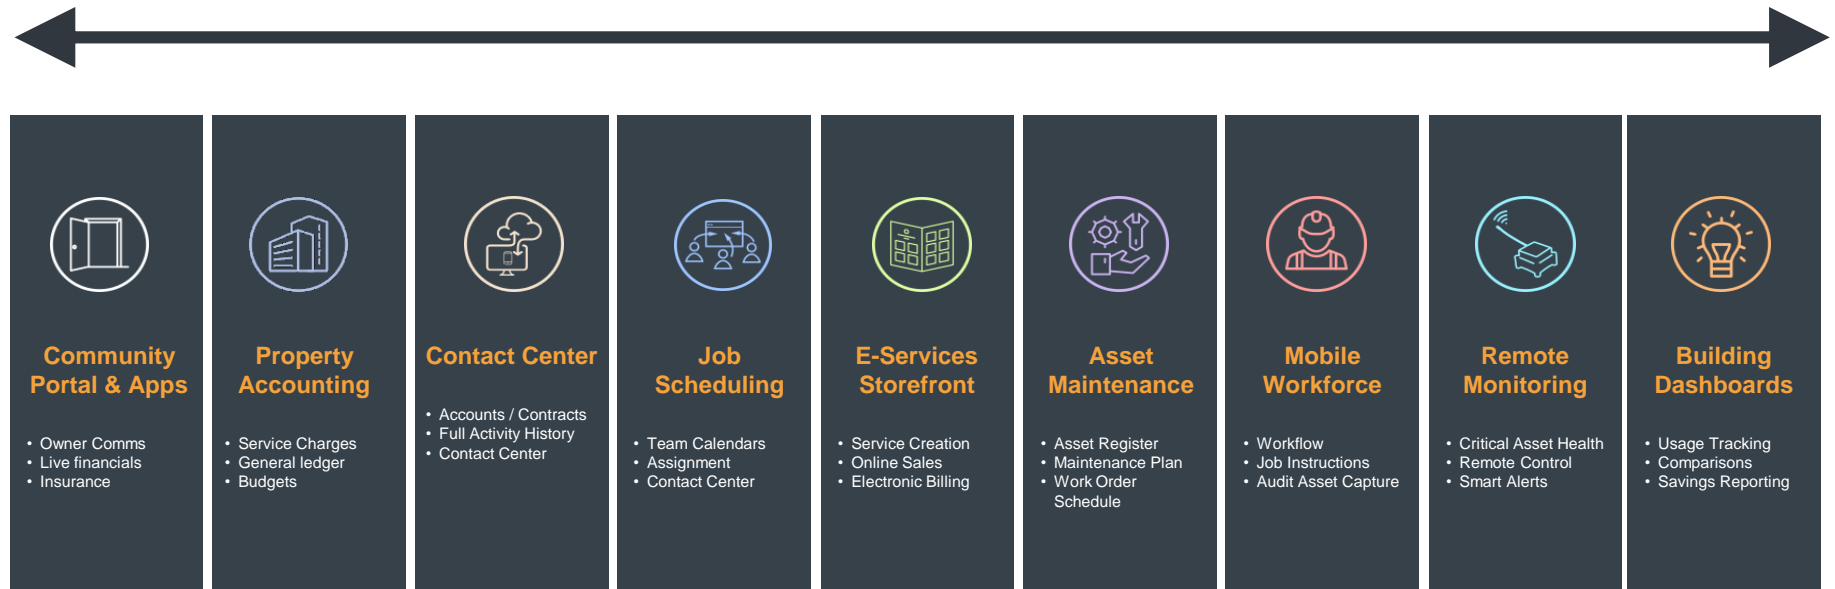 Community
Portal & Apps
• Owner Comms
• Live financials
• Insurance
Property
Accounting
• Service Charges
• General ledger
• Budgets
Contact Center
• Accounts / Contracts
• Full Activity History
• Contact Center
Job
Scheduling
• Team Calendars
• Assignment
• Contact Center
E-Services
Storefront
• Service Creation
• Online Sales
• Electronic Billing
Asset
Maintenance
• Asset Register
• Maintenance Plan
• Work Order
Schedule
Mobile
Workforce
• Workflow
• Job Instructions
• Audit Asset Capture
Remote
Monitoring
• Critical Asset Health
• Remote Control
• Smart Alerts
Building
Dashboards
• Usage Tracking
• Comparisons
• Savings Reporting